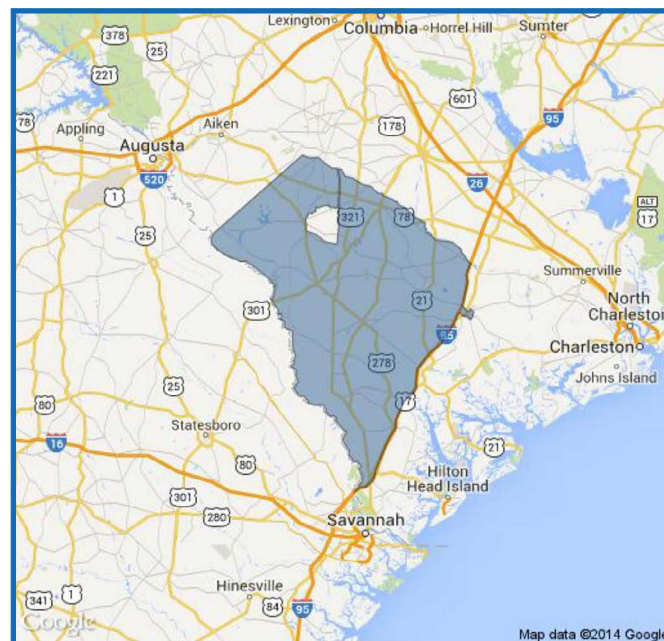 Lexington
Columbia
Horrel Hill
Sumter
378
25
221
601
78
Appling
Aiken
178
95
Augusta
520
26
1
ALT
17
321
78
25
Summerville
North
Charleston
21
301
95
Charleston
278
Johns Island
25
17
80
Statesboro
16
80
21
Hilton
Head Island
301
280
Savannah
Hinesville
341
1
84
95
Google
Map data ©2014 Google